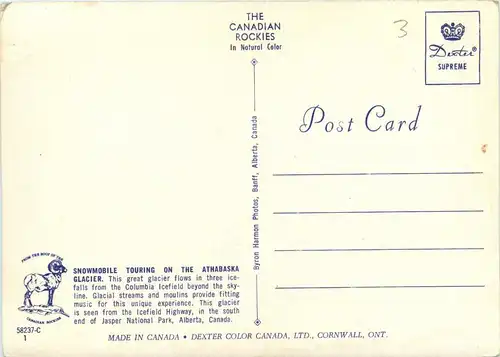 THE
CANADIAN
ROCKIES
In Natural Color
3
Dexter®
SUPREME
Post Card
Byron Harmon Photos, Banff, Alberta, Canada
FROM THE ROOF OF THE
CANADIAN ROCKIES
SNOWMOBILE TOURING ON THE ATHABASKA
GLACIER. This great glacier flows in three ice-
falls from the Columbia Icefield beyond the sky-
line. Glacial streams and moulins provide fitting
music for this unique experience. This glacier
is seen from the Icefield Highway, in the south
end of Jasper National Park, Alberta, Canada.
58237-C
1
MADE IN CANADA • DEXTER COLOR CANADA, LTD., CORNWALL, ONT.